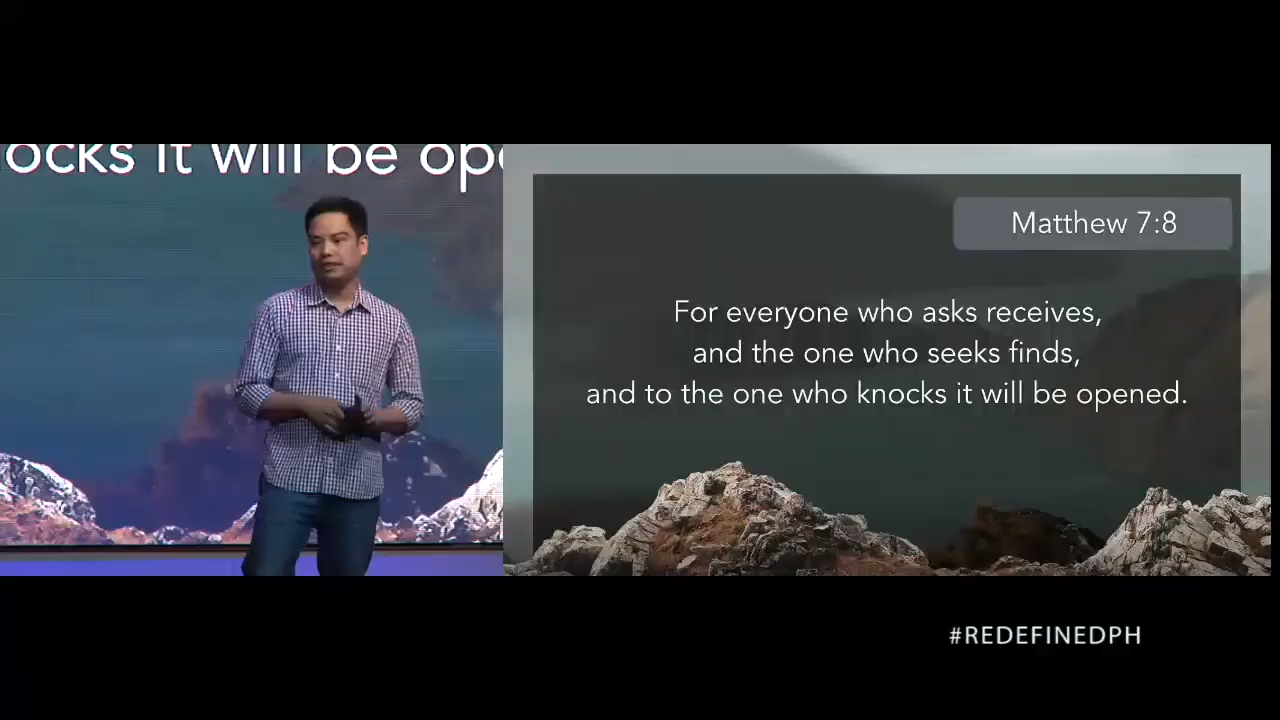 ocks it will be ope
Matthew 7:8
For everyone who asks receives,
and the one who seeks finds,
and to the one who knocks it will be opened.
#REDEFINEDPH